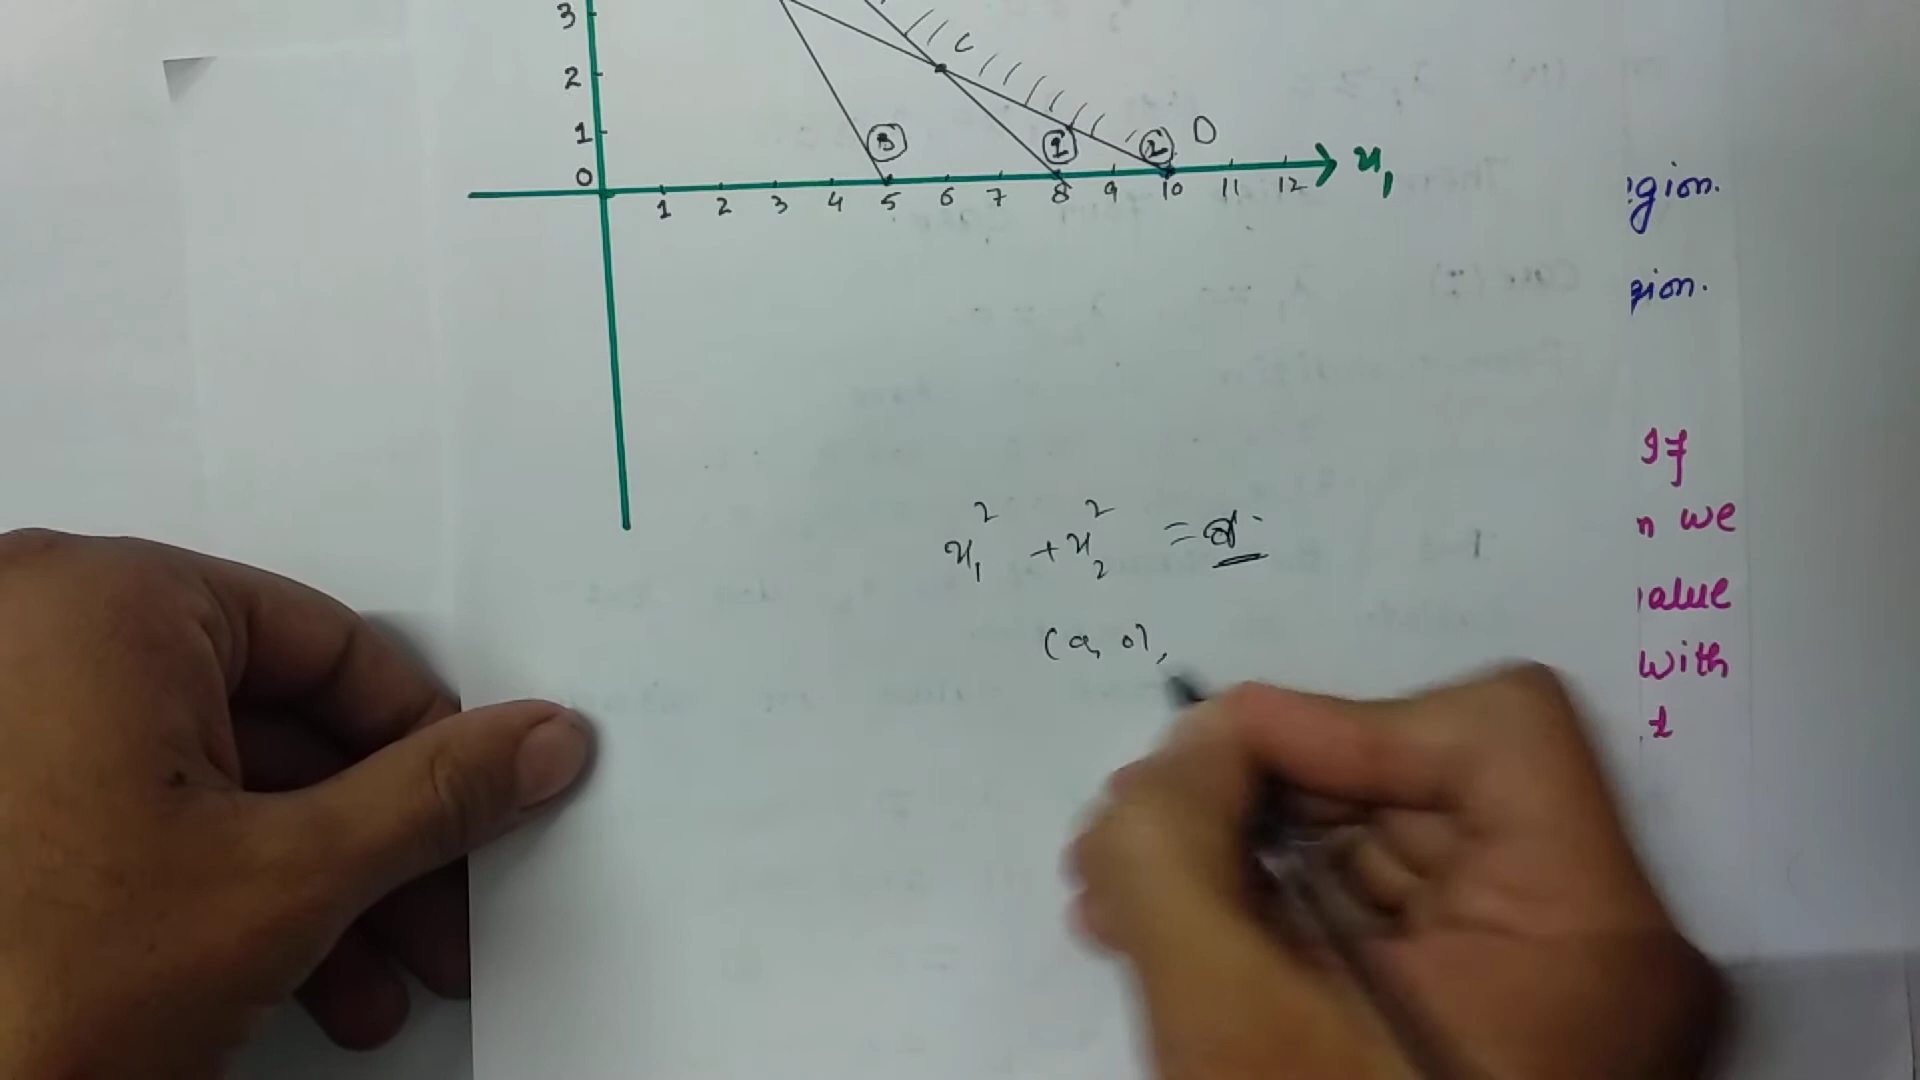 3
2
C
1
3
1
2
D
0
x₁
1 2 3 4 5 6 7 8 9 10 11 12
gion.
gion.
If
n we
x₁² + x₂² =
alue
(0, 0),
with
t